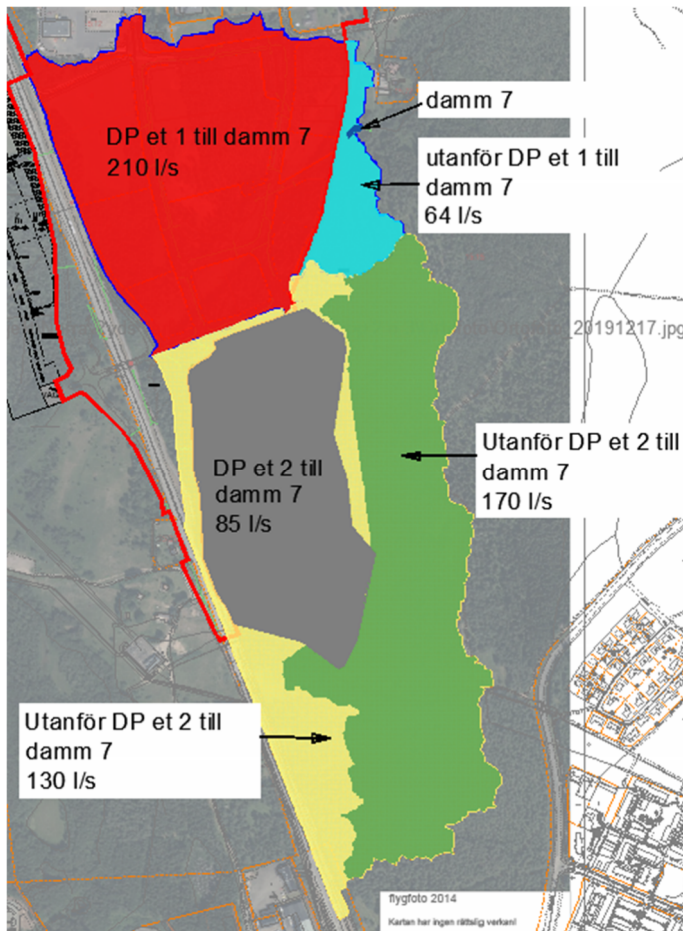 DP et 1 till damm 7
210 l/s
damm 7
utanför DP et 1 till
damm 7
64 l/s
_20191217.jpg
Utanför DP et 2 till
damm 7
170 l/s
DP et 2 till
damm 7
85 l/s
Utanför DP et 2 till
damm 7
130 l/s
flygfoto 2014
Kartan har ingen rättslig verkan!